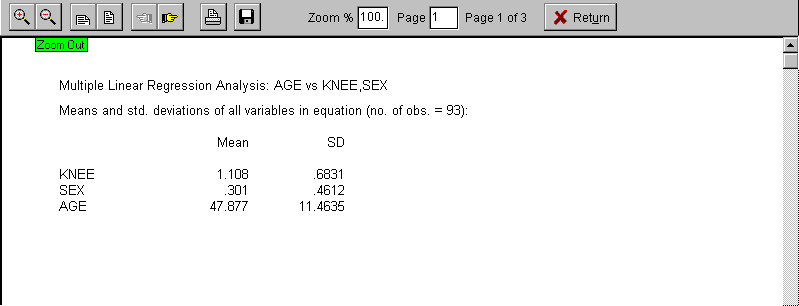 Zoom % 100. Page 1 Page 1 of 3 Return
Zoom Out
Multiple Linear Regression Analysis: AGE vs KNEE,SEX
Means and std. deviations of all variables in equation (no. of obs. = 93):
Mean SD
KNEE 1.108 .6831
SEX .301 .4612
AGE 47.877 11.4635